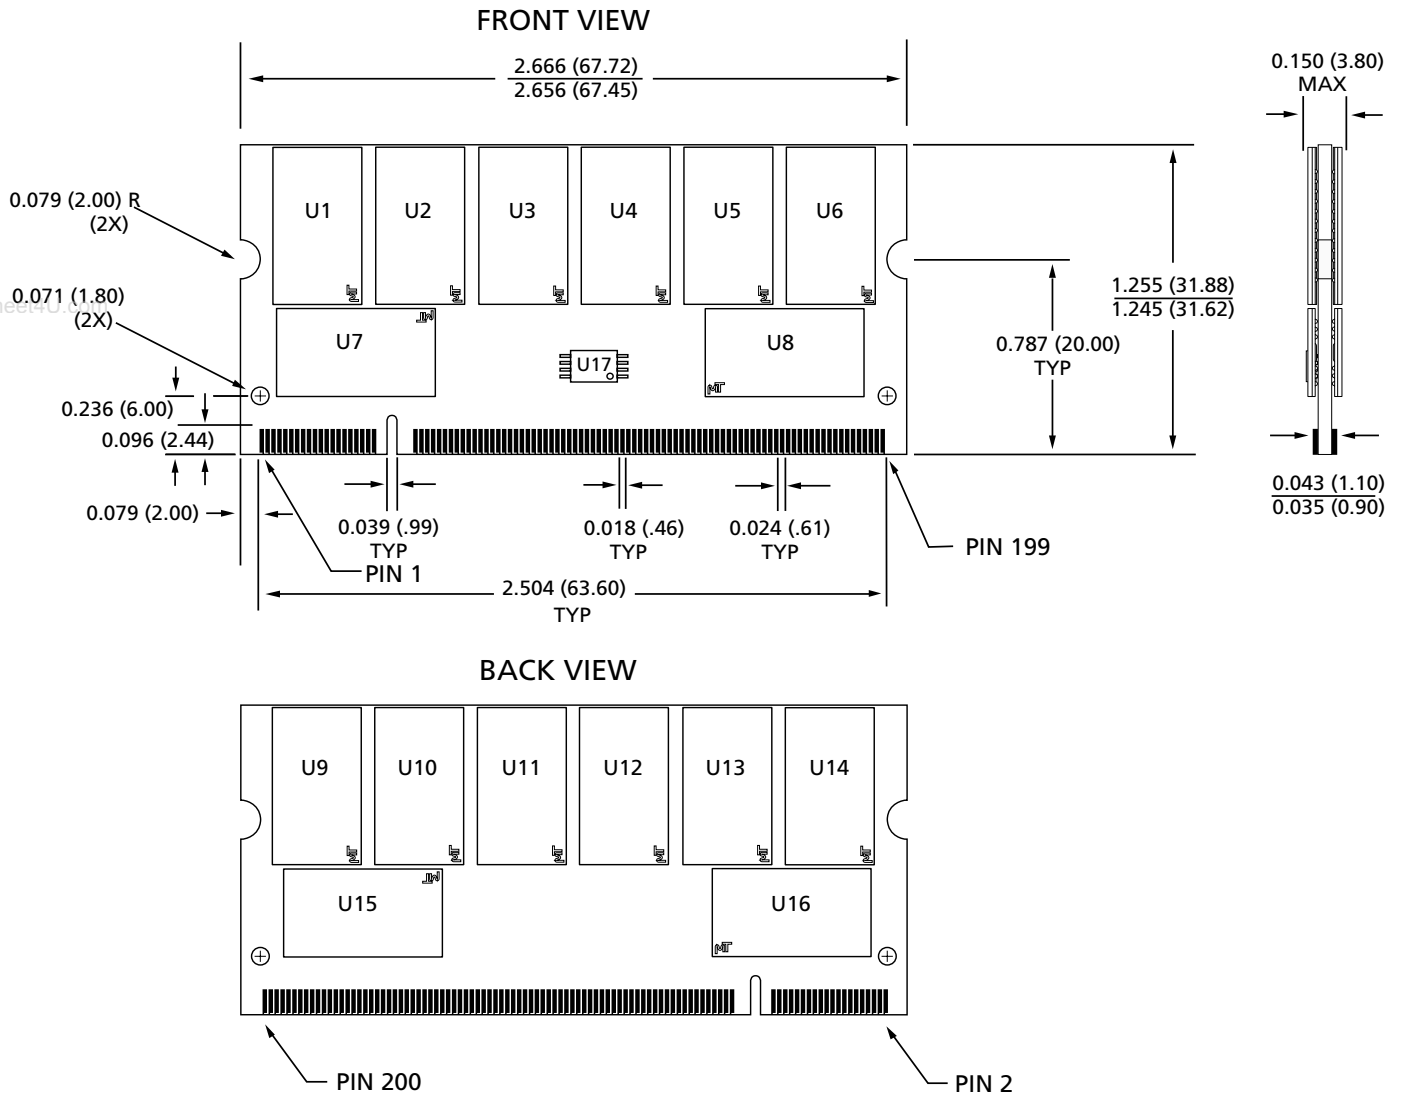 FRONT VIEW
2.666 (67.72)
2.656 (67.45)
0.150 (3.80)
MAX
0.079 (2.00) R
(2X)
U1 U2 U3 U4 U5 U6
0.071 (1.80)
(2X)
1.255 (31.88)
1.245 (31.62)
U7
U17
U8
0.787 (20.00)
TYP
0.236 (6.00)
0.096 (2.44)
0.079 (2.00)
0.039 (.99)
TYP
0.018 (.46)
TYP
0.024 (.61)
TYP
0.043 (1.10)
0.035 (0.90)
PIN 1
PIN 199
2.504 (63.60)
TYP
BACK VIEW
U9 U10 U11 U12 U13 U14
U15
U16
PIN 200
PIN 2